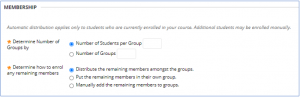 MEMBERSHIP
Automatic distribution applies only to students who are currently enrolled in your course. Additional students may be enrolled manually.
* Determine Number of Groups by
Number of Students per Group
Number of Groups
* Determine how to enrol any remaining members
Distribute the remaining members amongst the groups.
Put the remaining members in their own group.
Manually add the remaining members to groups.